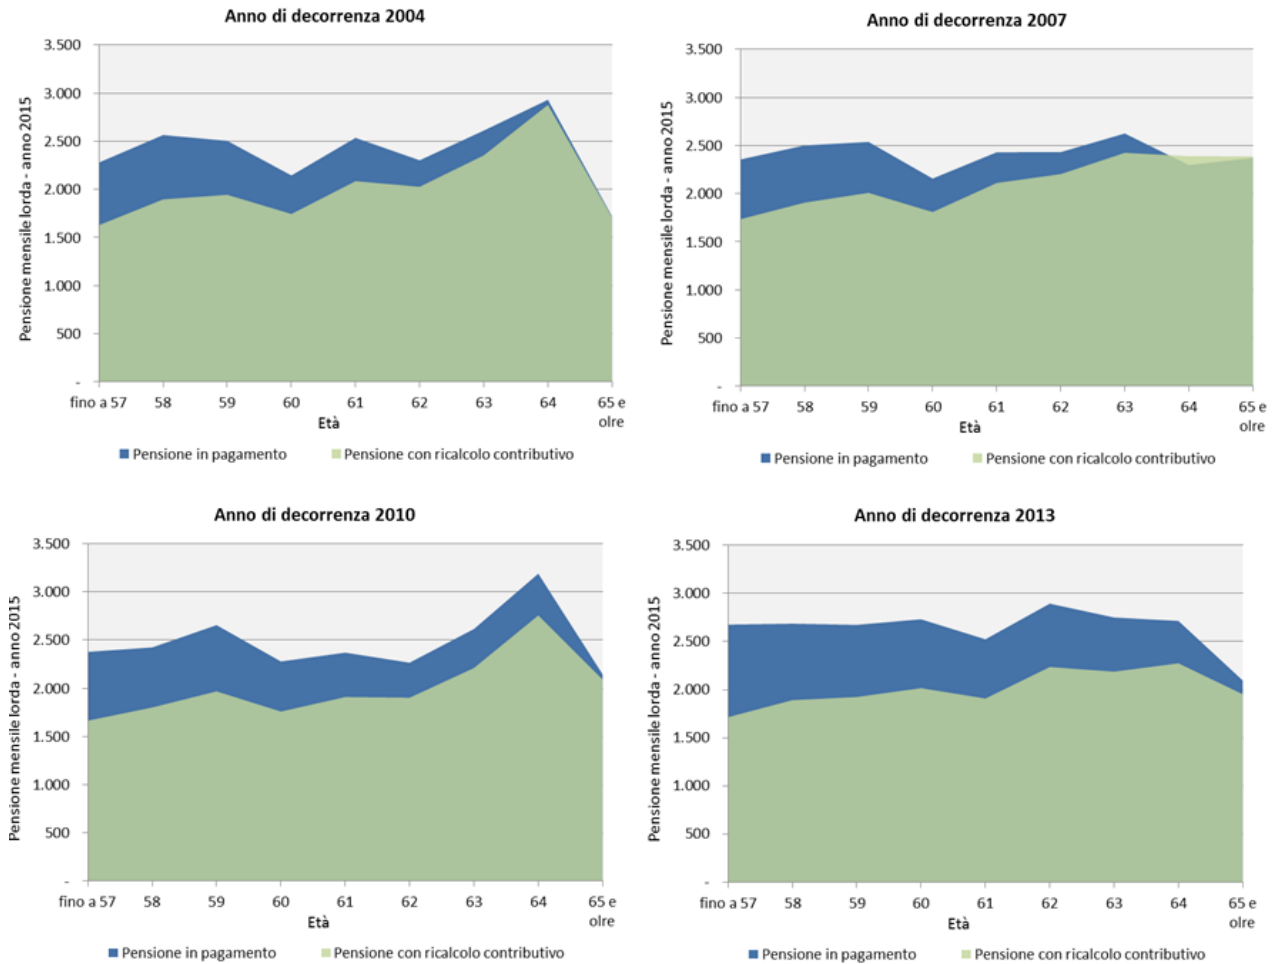 Anno di decorrenza 2004
Pensione mensile lorda - anno 2015
3.500
3.000
2.500
2.000
1.500
1.000
500
-
fino a 57 58 59 60 61 62 63 64 65 e
olre
Età
Pensione in pagamento Pensione con ricalcolo contributivo
Anno di decorrenza 2007
Pensione mensile lorda - anno 2015
3.500
3.000
2.500
2.000
1.500
1.000
500
-
fino a 57 58 59 60 61 62 63 64 65 e
olre
Età
Pensione in pagamento Pensione con ricalcolo contributivo
Anno di decorrenza 2010
Pensione mensile lorda - anno 2015
3.500
3.000
2.500
2.000
1.500
1.000
500
-
fino a 57 58 59 60 61 62 63 64 65 e
olre
Età
Pensione in pagamento Pensione con ricalcolo contributivo
Anno di decorrenza 2013
Pensione mensile lorda - anno 2015
3.500
3.000
2.500
2.000
1.500
1.000
500
-
fino a 57 58 59 60 61 62 63 64 65 e
olre
Età
Pensione in pagamento Pensione con ricalcolo contributivo